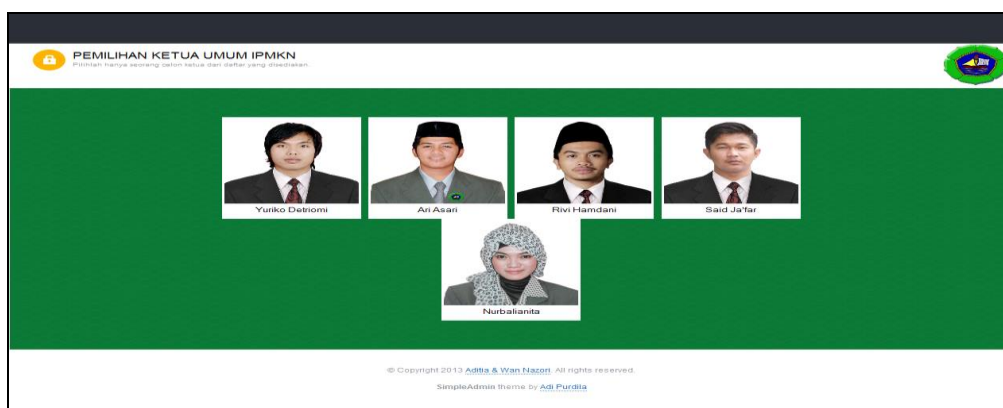 PEMILIHAN KETUA UMUM IPMKN
Pilihlah hanya seorang calon ketua dari daftar yang disediakan
Yuriko Detriomi
Ari Asari
Rivi Hamdani
Said Ja'far
Nurbalianita
© Copyright 2013 Aditia & Wan Nazori. All rights reserved.
SimpleAdmin theme by Adi Purdila